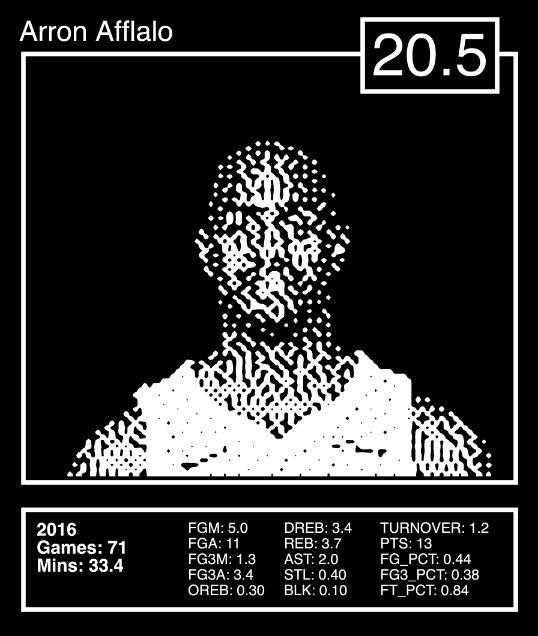 Arron Afflalo
20.5
2016
Games: 71
Mins: 33.4
FGM: 5.0
FGA: 11
FG3M: 1.3
FG3A: 3.4
OREB: 0.30
DREB: 3.4
REB: 3.7
AST: 2.0
STL: 0.40
BLK: 0.10
TURNOVER: 1.2
PTS: 13
FG_PCT: 0.44
FG3_PCT: 0.38
FT_PCT: 0.84